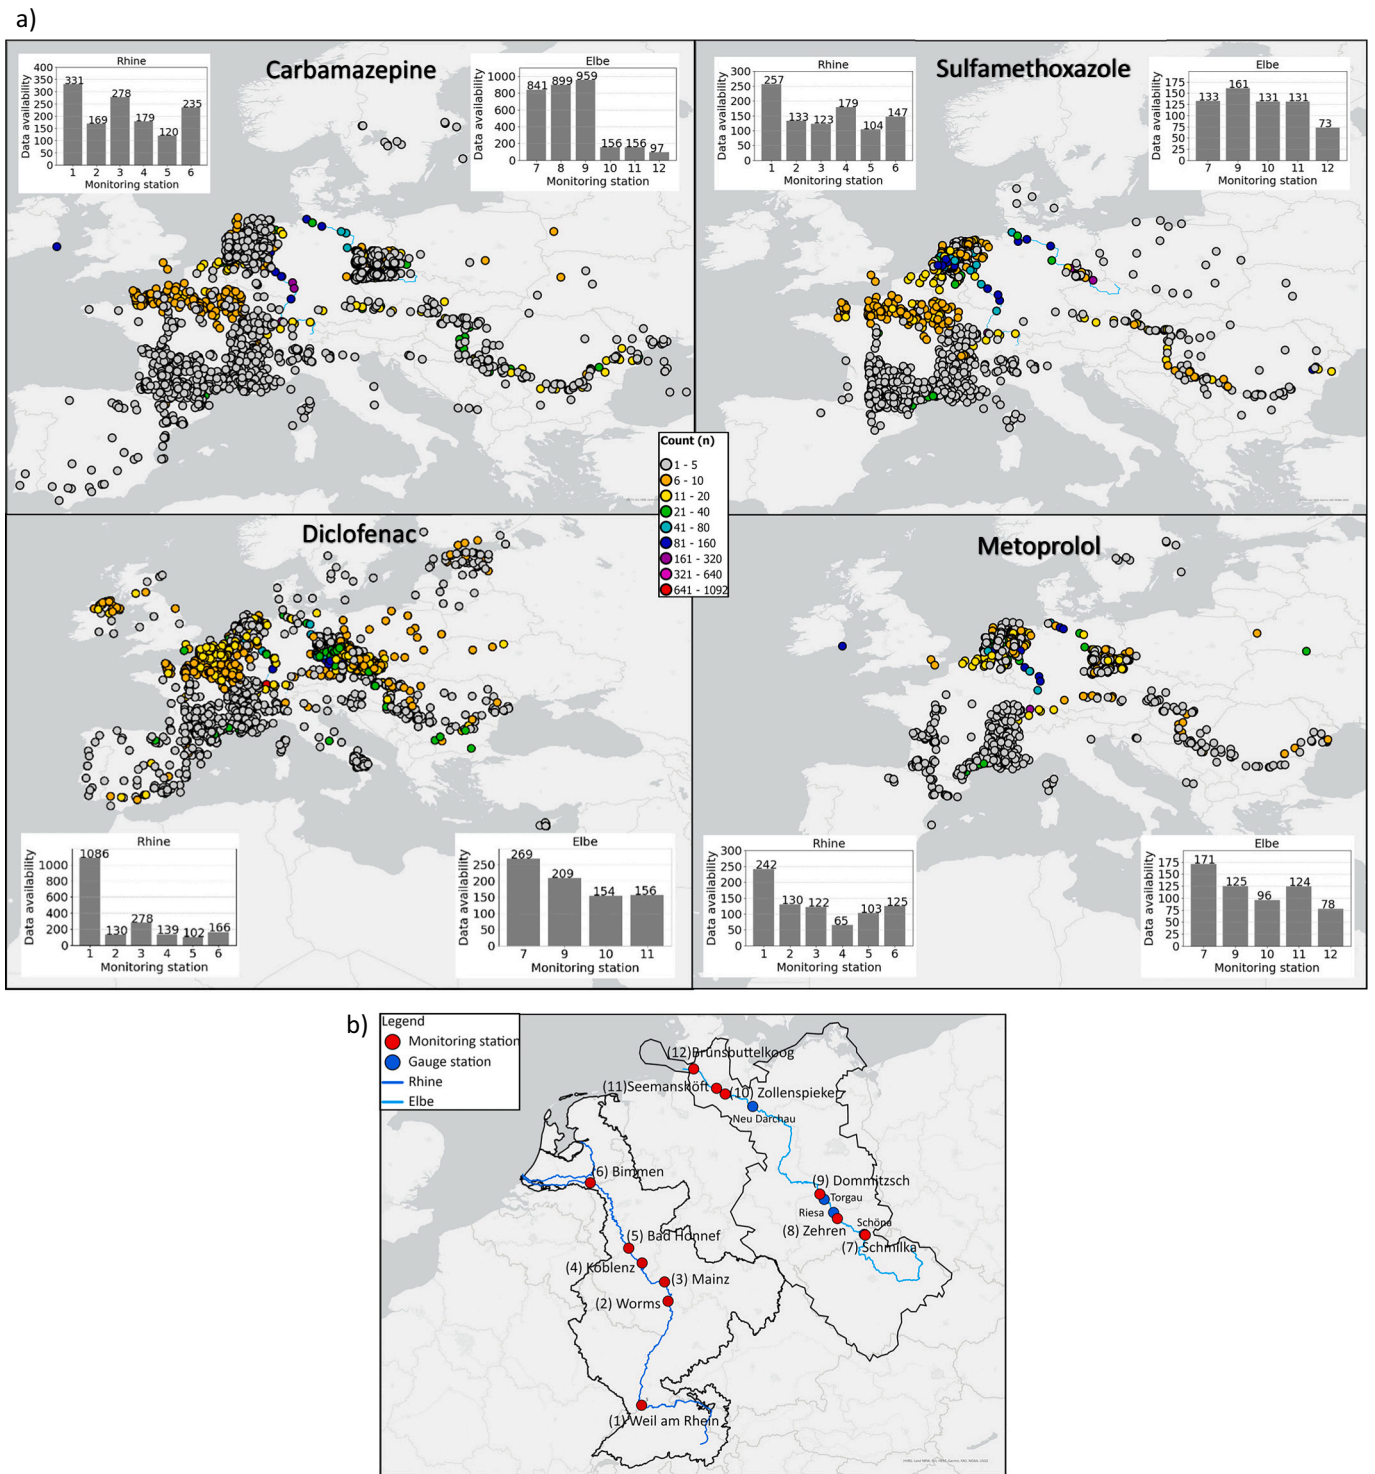 a)
Carbamazepine
Rhine
Data availability
400
350
300
250
200
150
100
50
0
331
169
278
179
120
235
1 2 3 4 5 6
Monitoring station
Elbe
Data availability
1000
800
600
400
200
0
841
899
959
156
156
97
7 8 9 10 11 12
Monitoring station
Sulfamethoxazole
Rhine
Data availability
300
250
200
150
100
50
0
257
133
123
179
104
147
1 2 3 4 5 6
Monitoring station
Elbe
Data availability
175
150
125
100
75
50
25
0
133
161
131
131
73
7 9 10 11 12
Monitoring station
Count (n)
1 - 5
6 - 10
11 - 20
21 - 40
41 - 80
81 - 160
161 - 320
321 - 640
641 - 1092
Diclofenac
Rhine
Data availability
1000
800
600
400
200
0
1086
130
278
139
102
166
1 2 3 4 5 6
Monitoring station
Elbe
Data availability
250
200
150
100
50
0
269
209
154
156
7 9 10 11
Monitoring station
Metoprolol
Rhine
Data availability
300
250
200
150
100
50
0
242
130
122
65
103
125
1 2 3 4 5 6
Monitoring station
Elbe
Data availability
175
150
125
100
75
50
25
0
171
125
96
124
78
7 9 10 11 12
Monitoring station
b)
Legend
Monitoring station
Gauge station
Rhine
Elbe
(12)Brunsbuttelkoog
(11)Seemanshöft
(10) Zollenspieker
Neu Darchau
(6) Bimmen
(9) Dommitzsch
Torgau
Riesa
(8) Zehren
Schöna
(7) Schmilka
(5) Bad Honnef
(4) Koblenz
(3) Mainz
(2) Worms
(1) Weil am Rhein